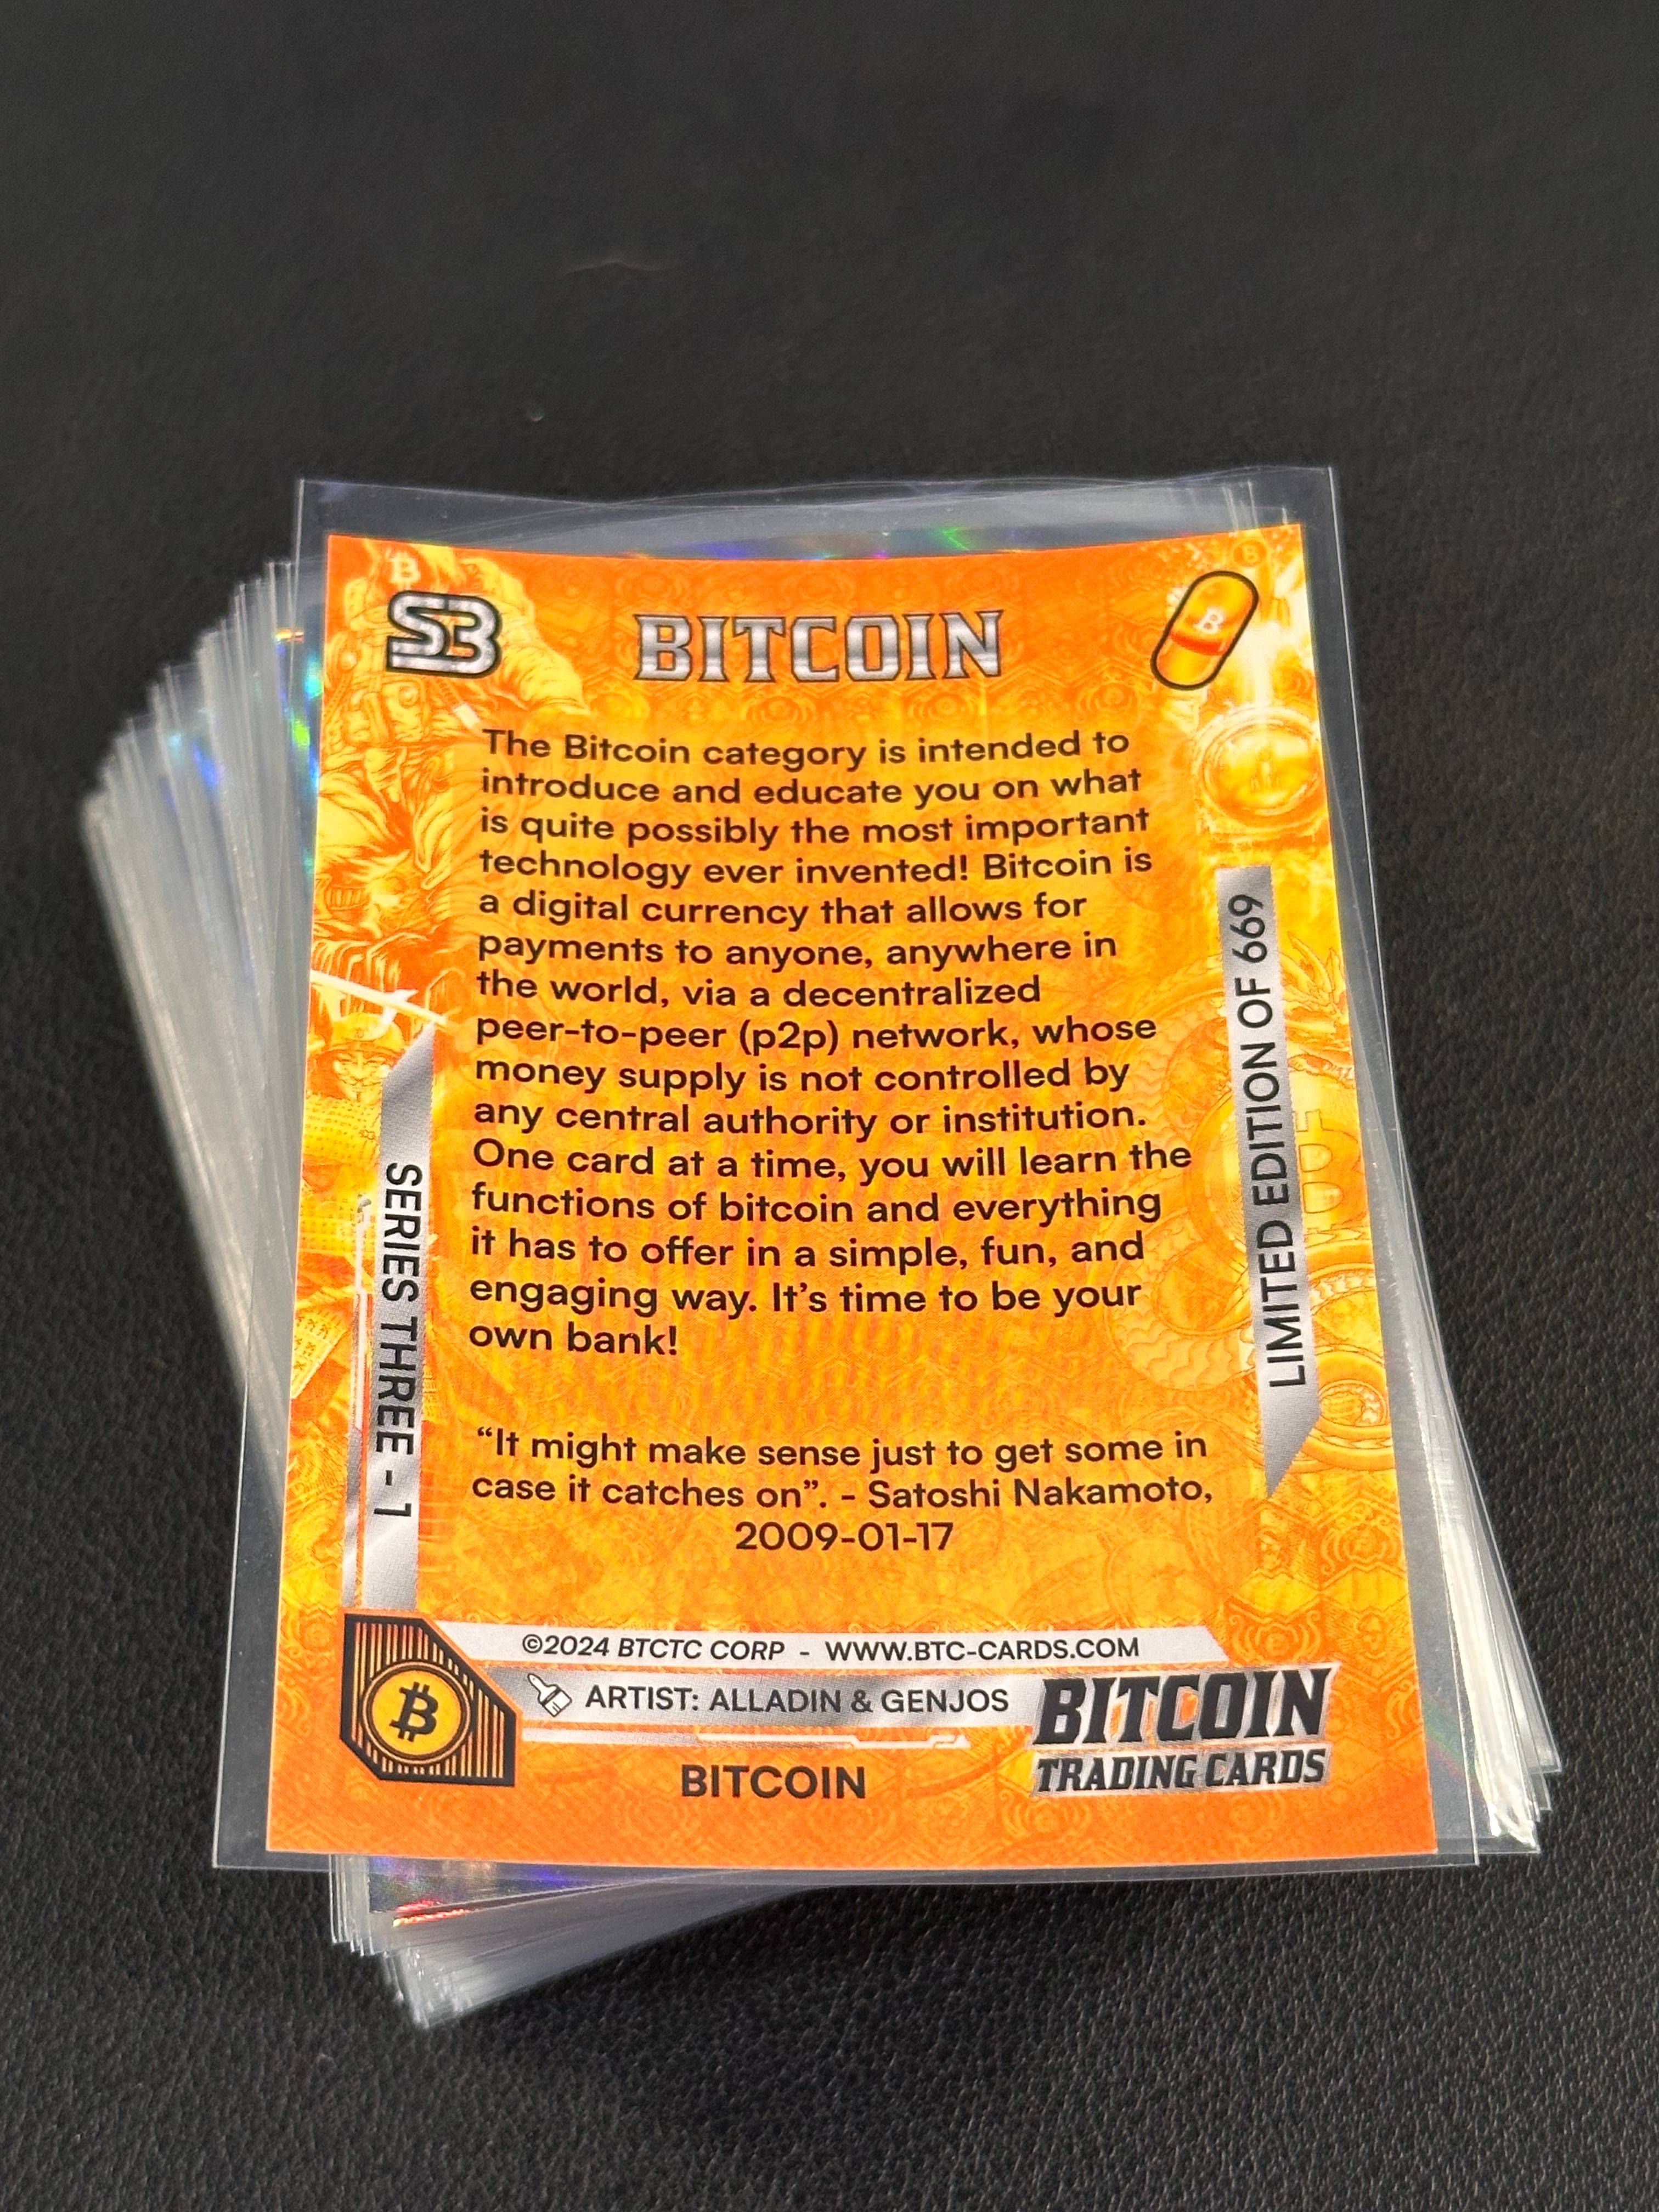 S3
BITCOIN
The Bitcoin category is intended to
introduce and educate you on what
is quite possibly the most important
technology ever invented! Bitcoin is
a digital currency that allows for
payments to anyone, anywhere in
the world, via a decentralized
peer-to-peer (p2p) network, whose
money supply is not controlled by
any central authority or institution.
One card at a time, you will learn the
functions of bitcoin and everything
it has to offer in a simple, fun, and
engaging way. It’s time to be your
own bank!
“It might make sense just to get some in
case it catches on”. - Satoshi Nakamoto,
2009-01-17
SERIES THREE - 1
LIMITED EDITION OF 669
©2024 BTCTC CORP - WWW.BTC-CARDS.COM
ARTIST: ALLADIN & GENJOS
BITCOIN
BITCOIN
TRADING CARDS